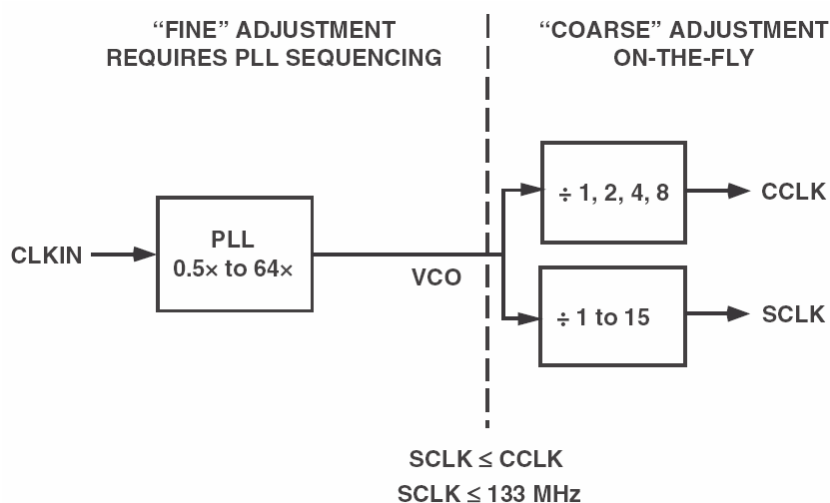 “FINE” ADJUSTMENT
REQUIRES PLL SEQUENCING
“COARSE” ADJUSTMENT
ON-THE-FLY
CLKIN
PLL
0.5× to 64×
VCO
÷ 1, 2, 4, 8
CCLK
÷ 1 to 15
SCLK
SCLK ≤ CCLK
SCLK ≤ 133 MHz